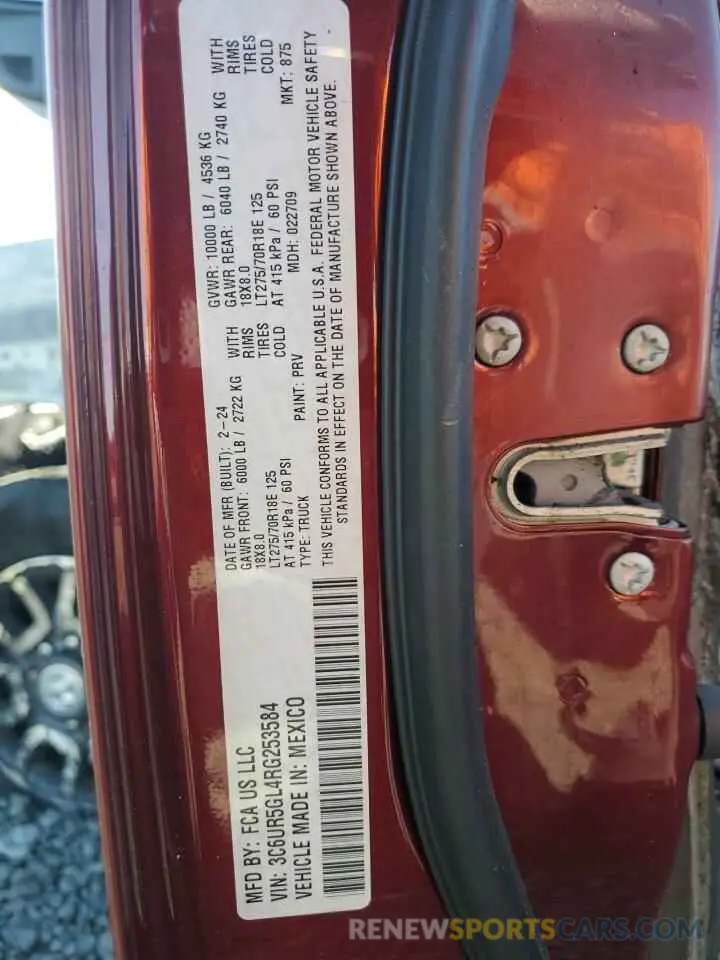 MFD BY: FCA US LLC
VIN: 3C6UR5GL4RG253584
VEHICLE MADE IN: MEXICO
DATE OF MFR (BUILT): 2-24
GVWR: 10000 LB / 4536 KG
GAWR FRONT: 6000 LB / 2722 KG WITH
GAWR REAR: 6040 LB / 2740 KG WITH
18X8.0 RIMS
18X8.0 RIMS
LT275/70R18E 125 TIRES
LT275/70R18E 125 TIRES
AT 415 kPa / 60 PSI COLD
AT 415 kPa / 60 PSI COLD
TYPE: TRUCK PAINT: PRV MDH: 022709 MKT: 875
THIS VEHICLE CONFORMS TO ALL APPLICABLE U.S.A. FEDERAL MOTOR VEHICLE SAFETY
STANDARDS IN EFFECT ON THE DATE OF MANUFACTURE SHOWN ABOVE.
RENEWSPORTSCARS.COM